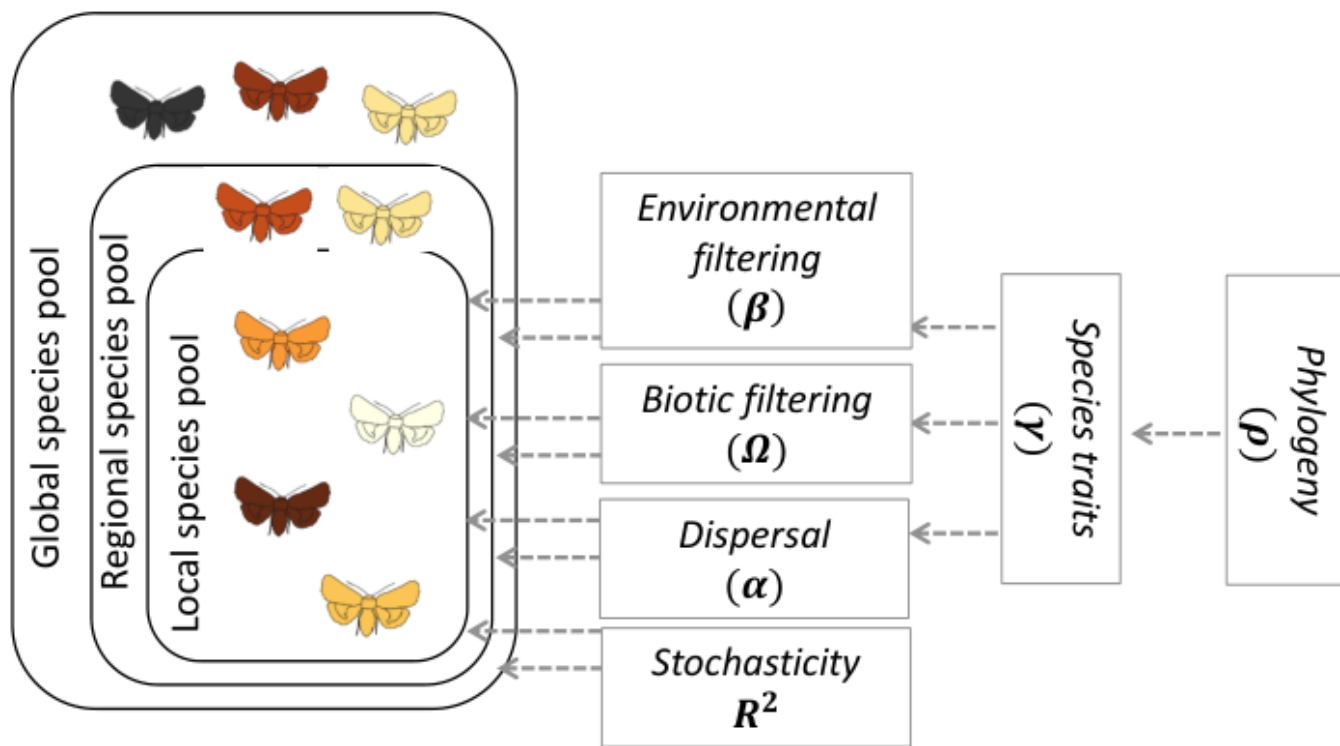 Global species pool
Regional species pool
Local species pool
Environmental
filtering
(β)
Biotic filtering
(Ω)
Dispersal
(α)
Stochasticity
R²
Species traits
(γ)
Phylogeny
(ρ)